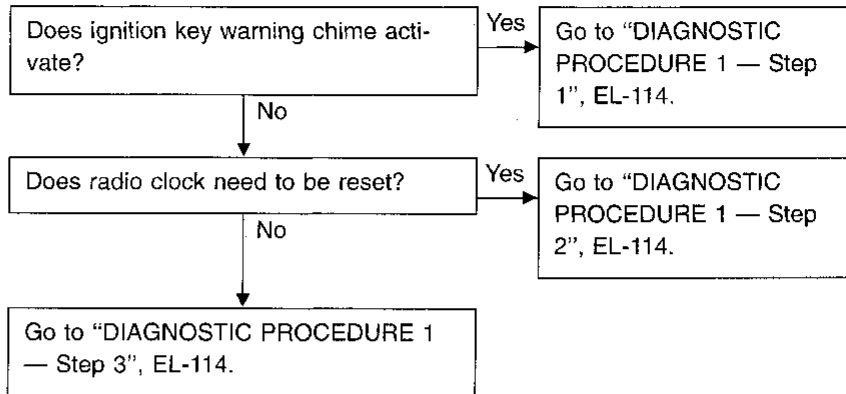 Does ignition key warning chime acti-
vate?
Yes
Go to “DIAGNOSTIC
PROCEDURE 1 — Step
1”, EL-114.
No
Does radio clock need to be reset?
Yes
Go to “DIAGNOSTIC
PROCEDURE 1 — Step
2”, EL-114.
No
Go to “DIAGNOSTIC PROCEDURE 1
— Step 3”, EL-114.